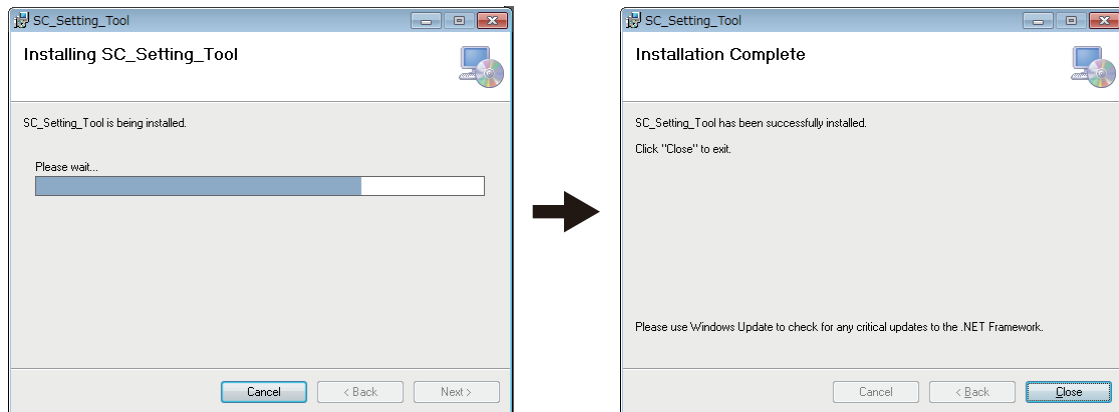 SC_Setting_Tool
Installing SC_Setting_Tool
SC_Setting_Tool is being installed.
Please wait...
Cancel
< Back
Next >
SC_Setting_Tool
Installation Complete
SC_Setting_Tool has been successfully installed.
Click "Close" to exit.
Please use Windows Update to check for any critical updates to the .NET Framework.
Cancel
< Back
Close